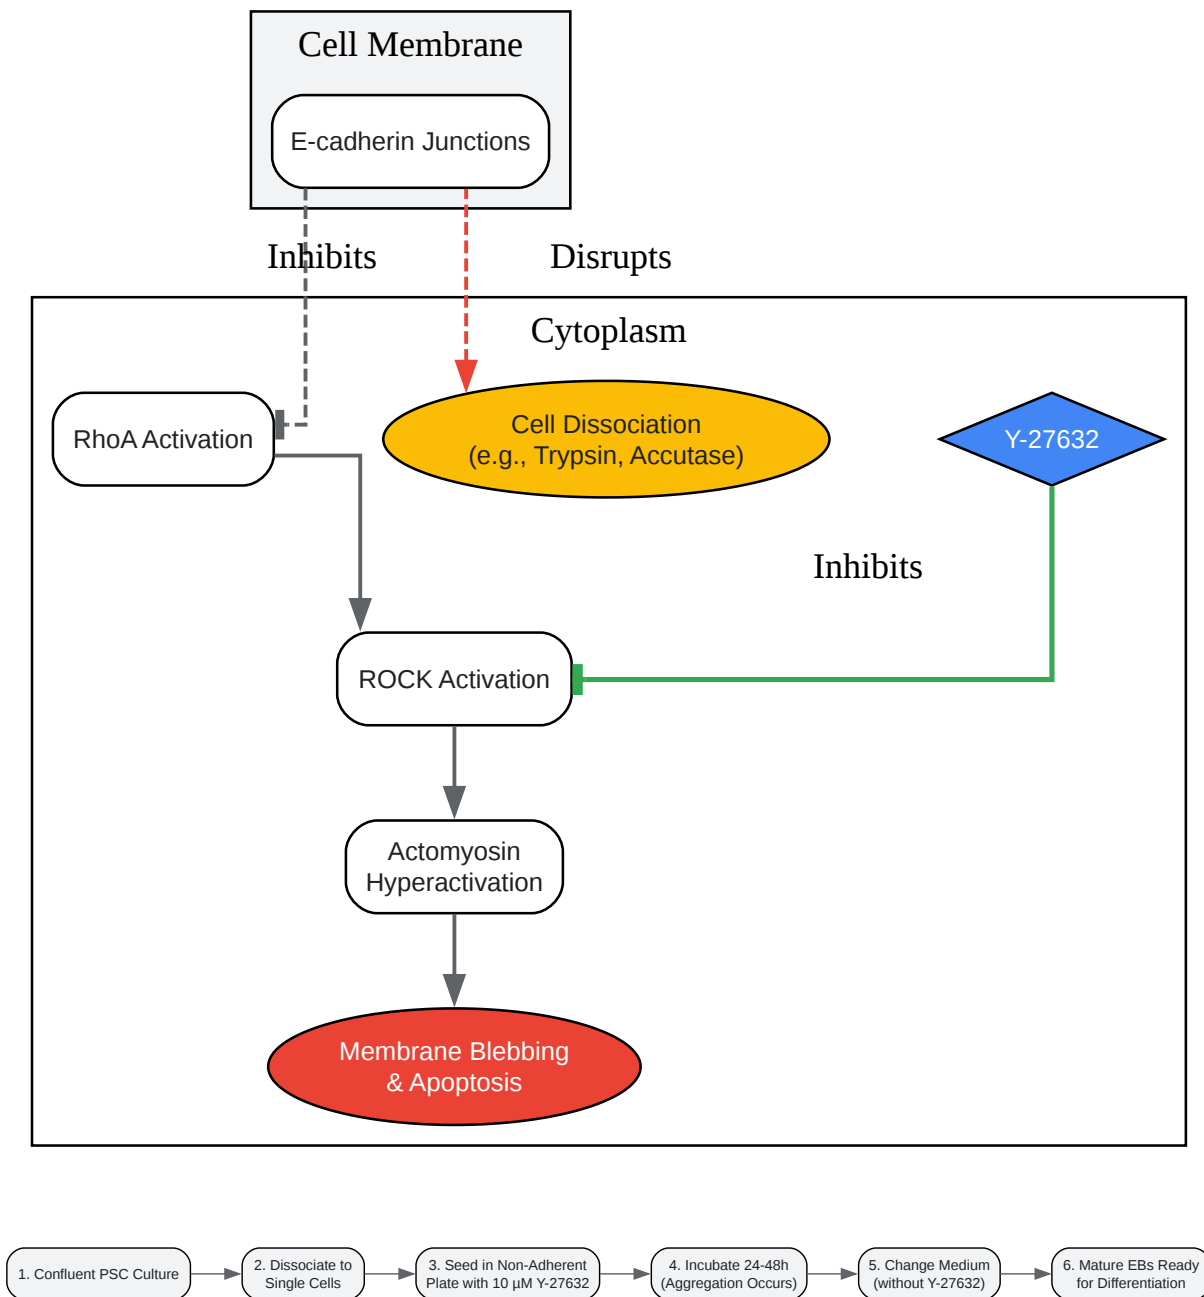 Cell Membrane
E-cadherin Junctions
Inhibits
Disrupts
Cytoplasm
RhoA Activation
Cell Dissociation
(e.g., Trypsin, Accutase)
Y-27632
Inhibits
ROCK Activation
Actomyosin
Hyperactivation
Membrane Blebbing
& Apoptosis
1. Confluent PSC Culture
2. Dissociate to
Single Cells
3. Seed in Non-Adherent
Plate with 10 µM Y-27632
4. Incubate 24-48h
(Aggregation Occurs)
5. Change Medium
(without Y-27632)
6. Mature EBs Ready
for Differentiation